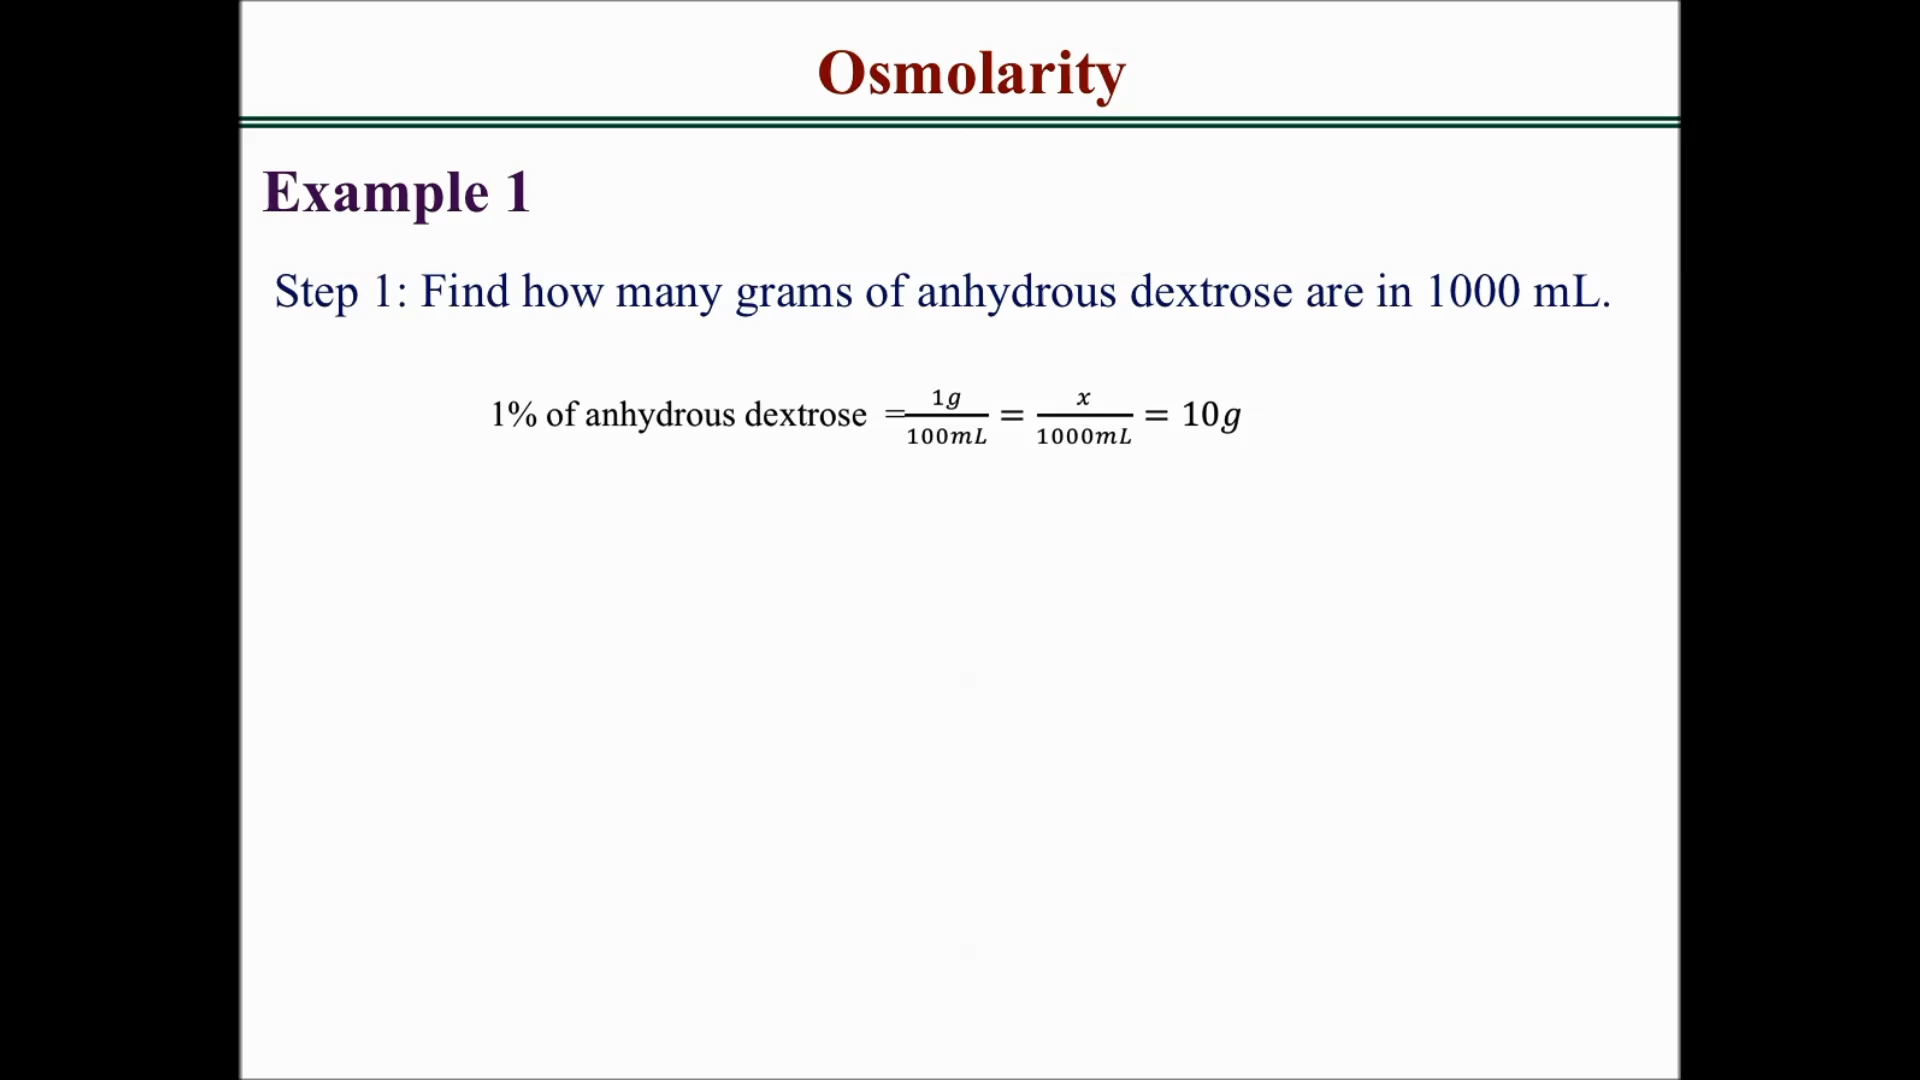 Osmolarity
Example 1
Step 1: Find how many grams of anhydrous dextrose are in 1000 mL.
1% of anhydrous dextrose = 1g/100mL = x/1000mL = 10g